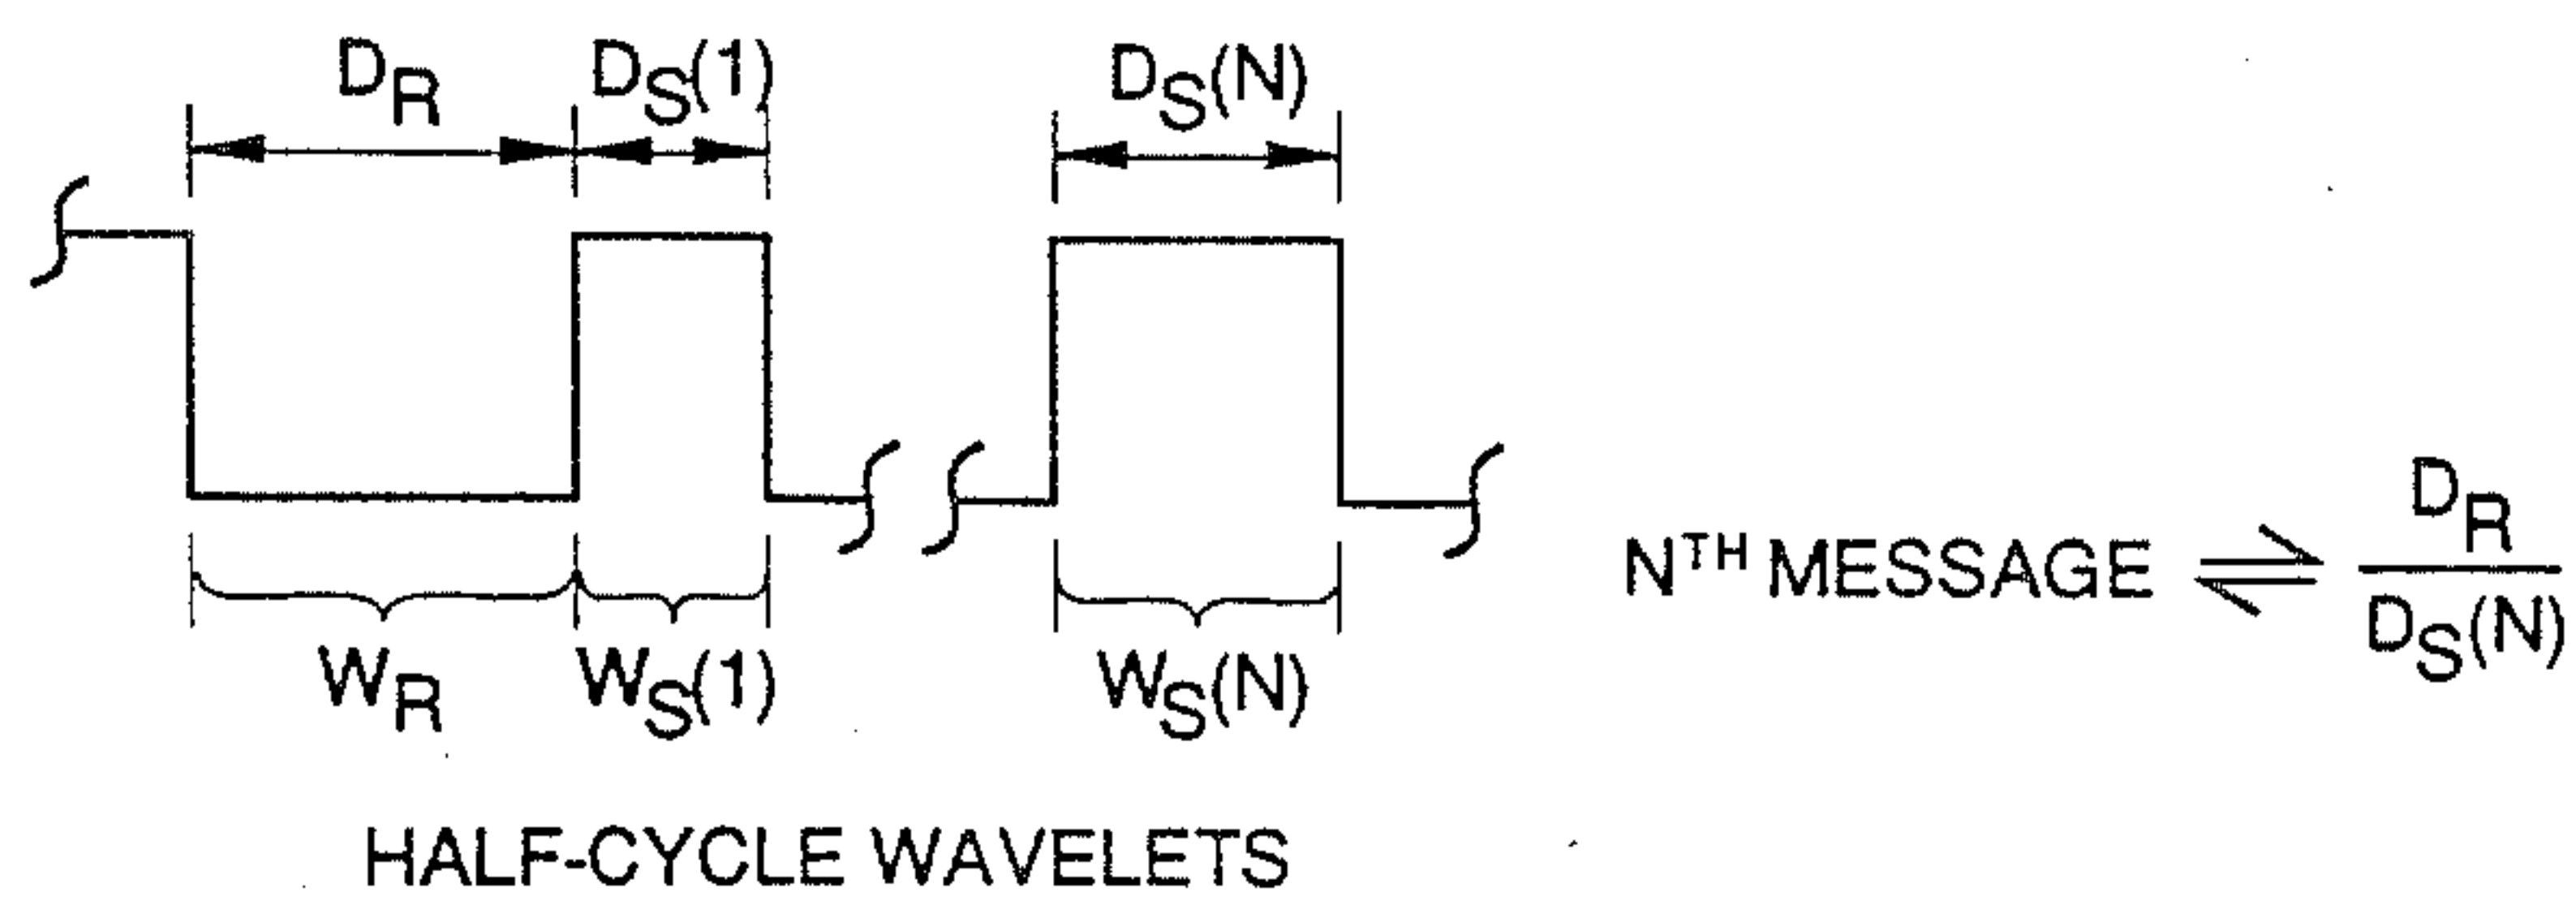 D_R D_S(1) D_S(N)
W_R W_S(1) W_S(N)
N^TH MESSAGE ⇌ D_R / D_S(N)
HALF-CYCLE WAVELETS